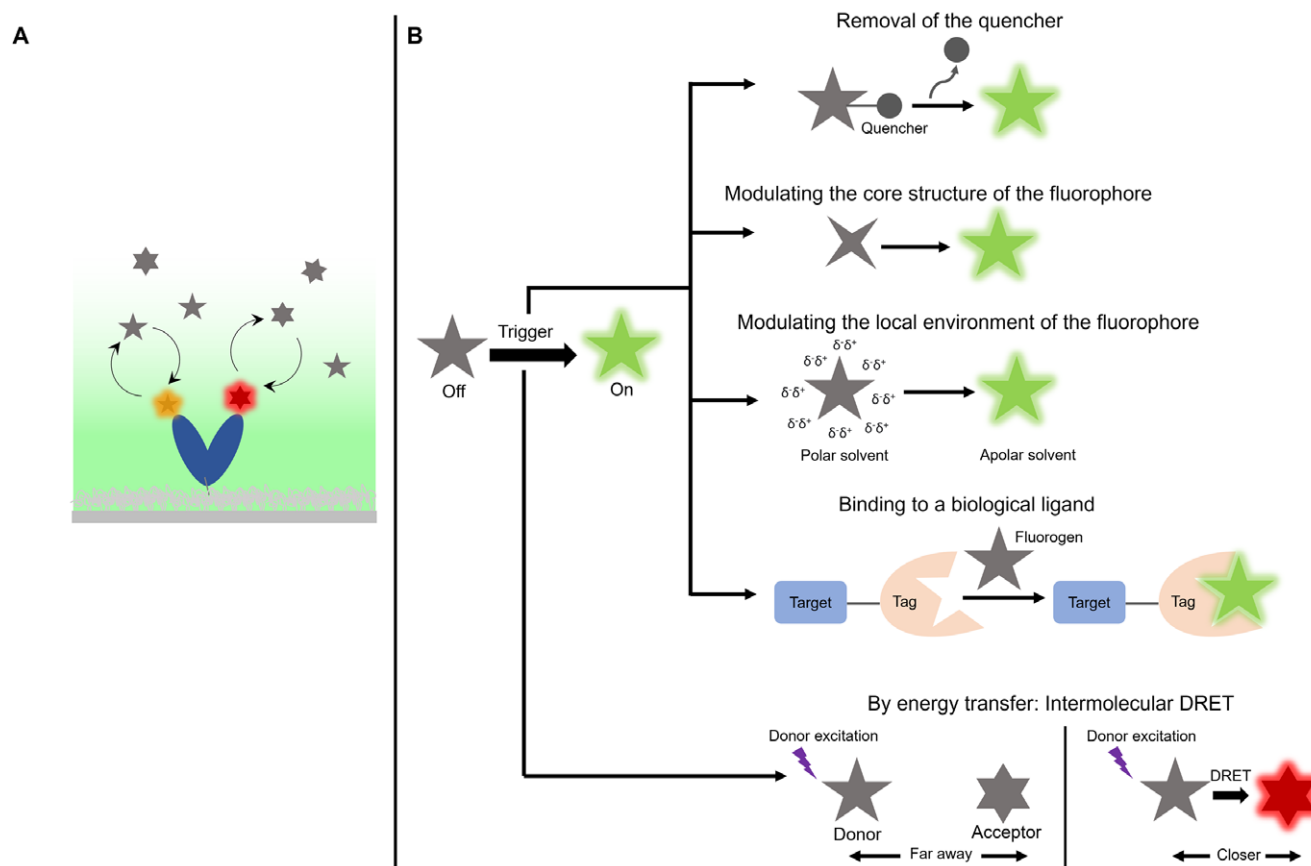 A
B
Removal of the quencher
Quencher
Modulating the core structure of the fluorophore
Modulating the local environment of the fluorophore
Trigger
Off
On
δ⁻δ⁺
δ⁻δ⁺
δ⁻δ⁺
δ⁻δ⁺
δ⁻δ⁺
δ⁻δ⁺
δ⁻δ⁺
δ⁻δ⁺
Polar solvent
Apolar solvent
Binding to a biological ligand
Fluorogen
Target
Tag
Target
Tag
By energy transfer: Intermolecular DRET
Donor excitation
Donor excitation
DRET
Donor
Acceptor
Far away
Closer